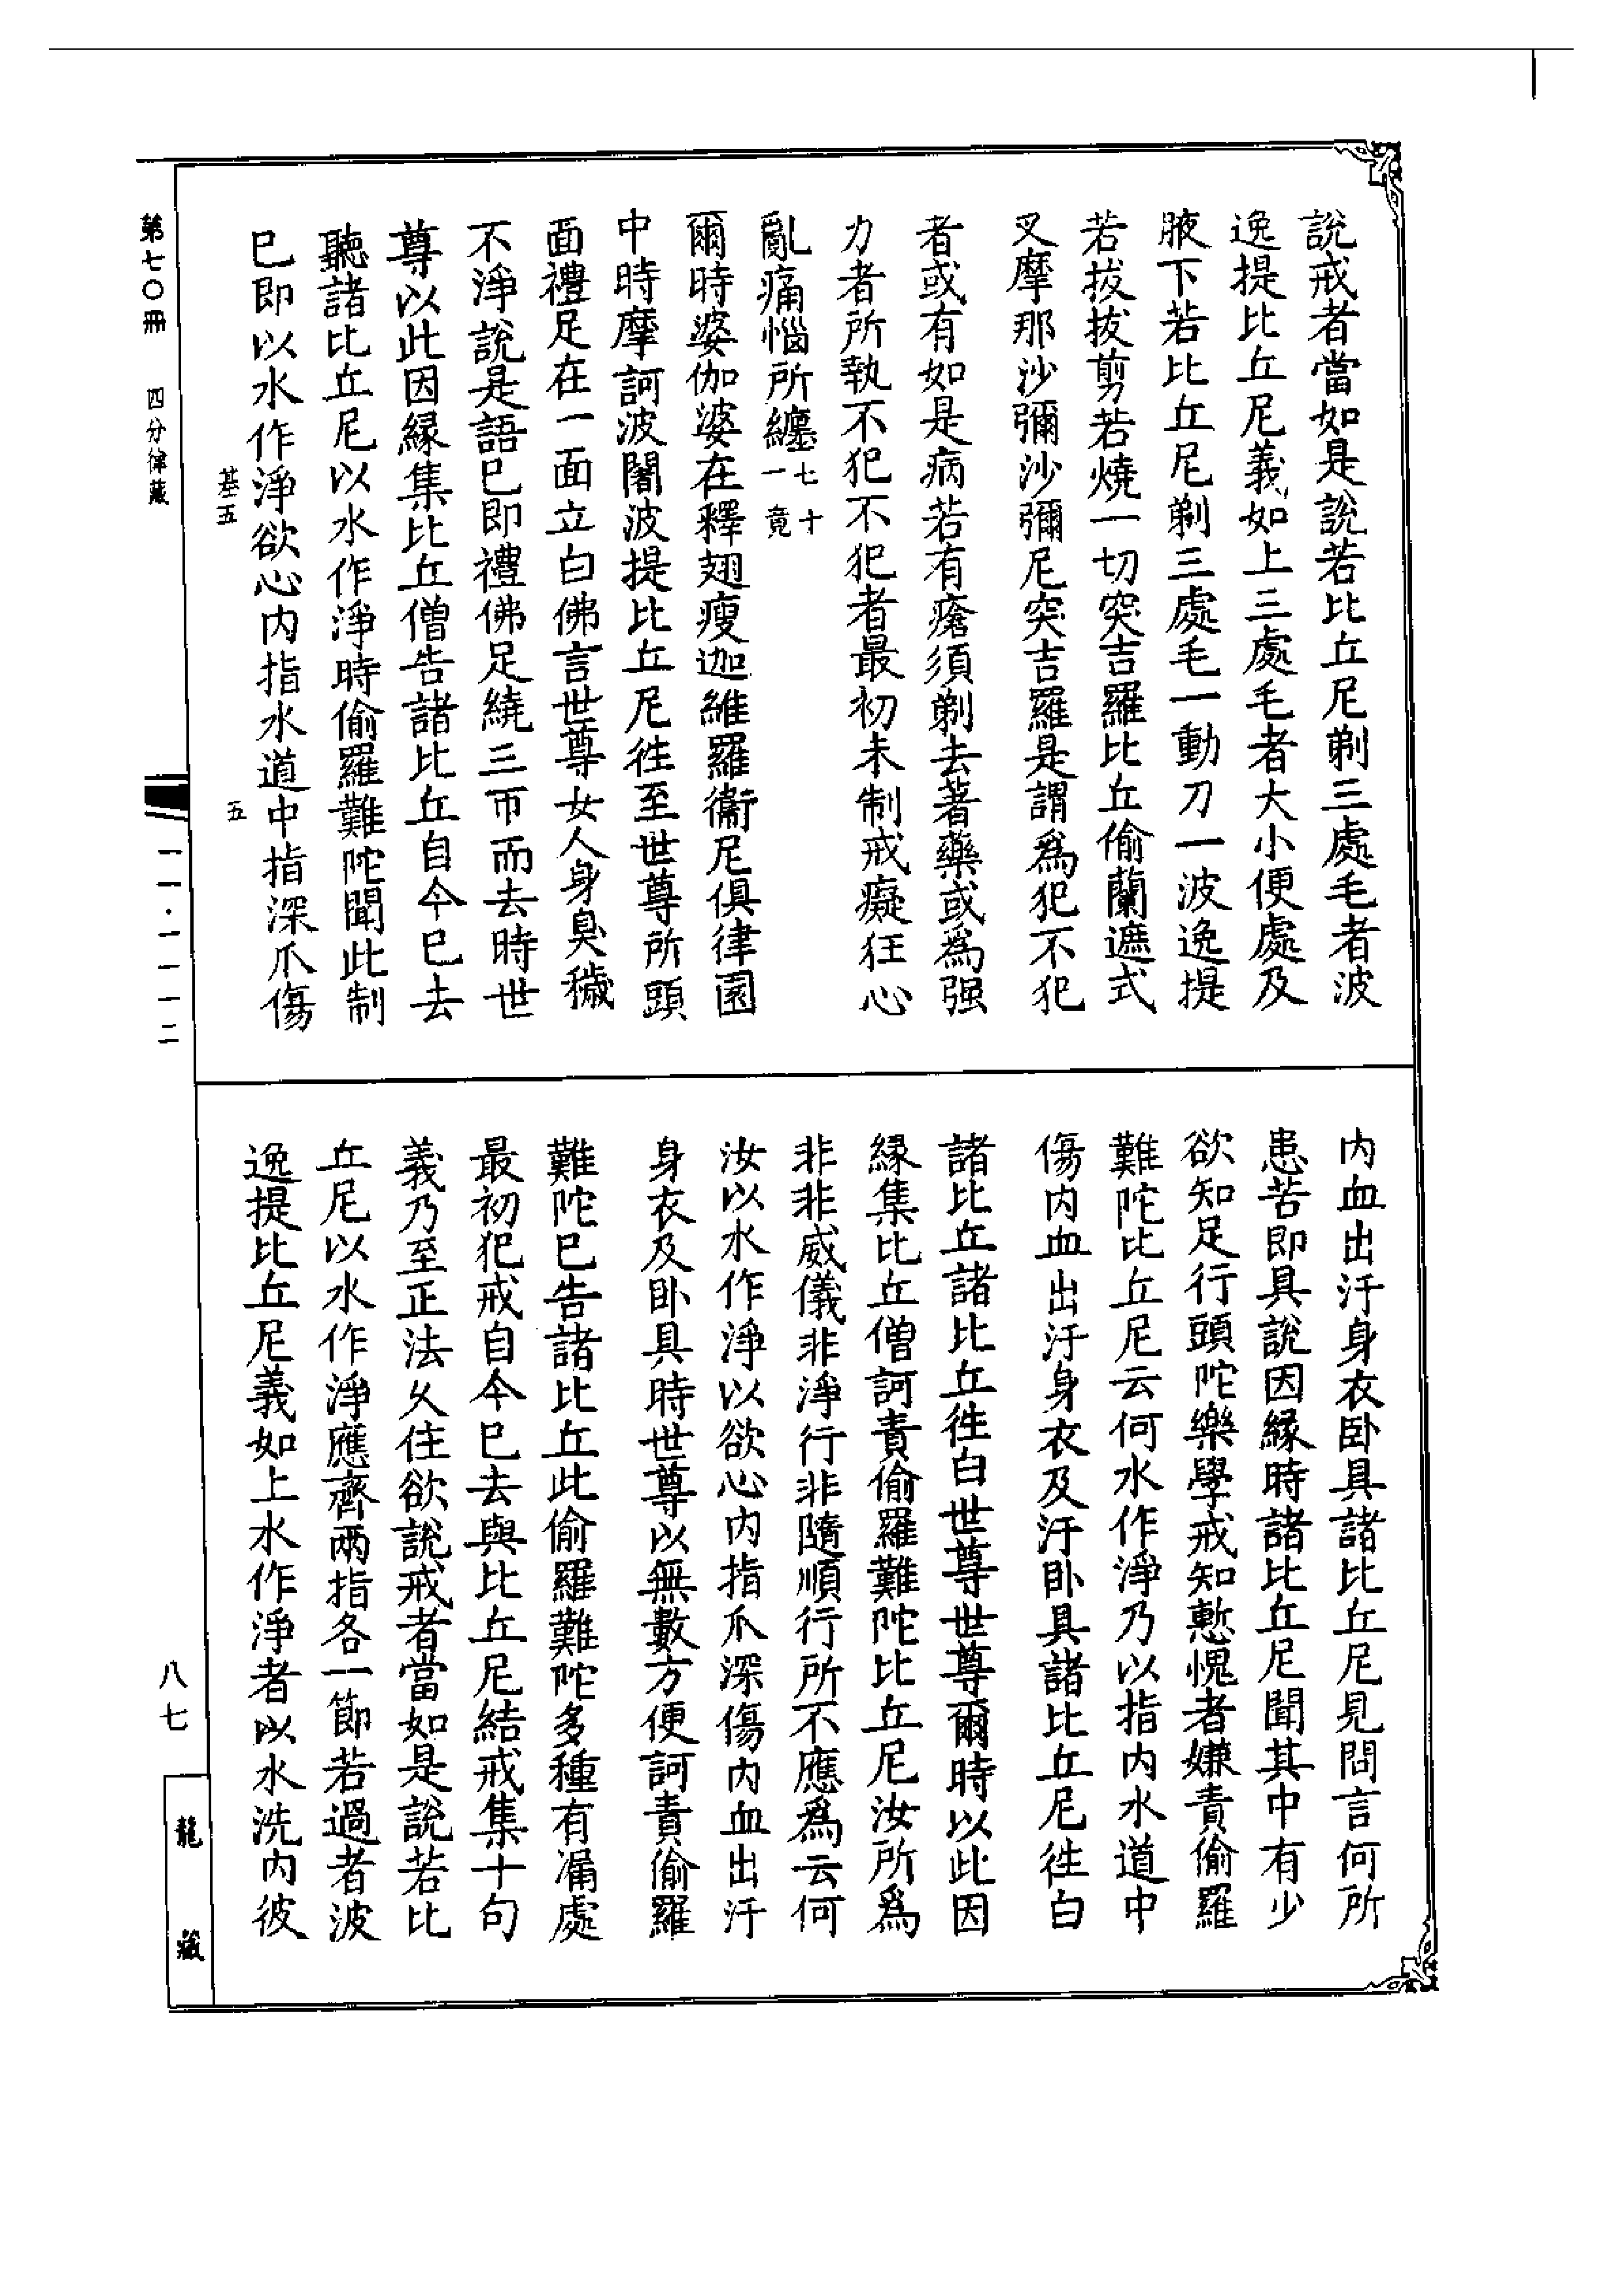 說戒者當如是說若比丘尼剃三處毛者波
逸提比丘尼義如上三處毛者大小便處及
腋下若比丘尼剃三處毛一動刀一波逸提
若拔拔剪若燒一切突吉羅比丘偷蘭遮式
叉摩那沙彌沙彌尼突吉羅是謂為犯不犯
者或有如是病若有瘡須剃去著藥或為强
力者所執不犯不犯者最初未制戒癡狂心
亂痛惱所纏七十一竟
爾時婆伽婆在釋翅瘦迦維羅衞尼俱律園
中時摩訶波闍波提比丘尼徃至世尊所頭
面禮足在一面立白佛言世尊女人身臭穢
不淨說是語巳即禮佛足繞三帀而去時世
尊以此因緣集比丘僧告諸比丘自今巳去
聽諸比丘尼以水作淨時偷羅難陀聞此制
巳即以水作淨欲心內指水道中指深爪傷
內血出汙身衣卧具諸比丘尼見問言何所
患苦即具說因緣時諸比丘尼聞其中有少
欲知足行頭陀樂學戒知慙愧者嫌責偷羅
難陀比丘尼云何水作淨乃以指內水道中
傷內血出汙身衣及汙卧具諸比丘尼徃白
諸比丘諸比丘徃白世尊世尊爾時以此因
緣集比丘僧訶責偷羅難陀比丘尼汝所為
非非威儀非淨行非隨順行所不應為云何
汝以水作淨以欲心內指爪深傷內血出汙
身衣及卧具時世尊以無數方便訶責偷羅
難陀巳告諸比丘此偷羅難陀多種有漏處
最初犯戒自今巳去與比丘尼結戒集十句
義乃至正法久住欲說戒者當如是說若比
丘尼以水作淨應齊兩指各一節若過者波
逸提比丘尼義如上水作淨者以水洗內彼
基五
五
第七〇冊 四分律藏
一一·一一一二
八七
龍藏